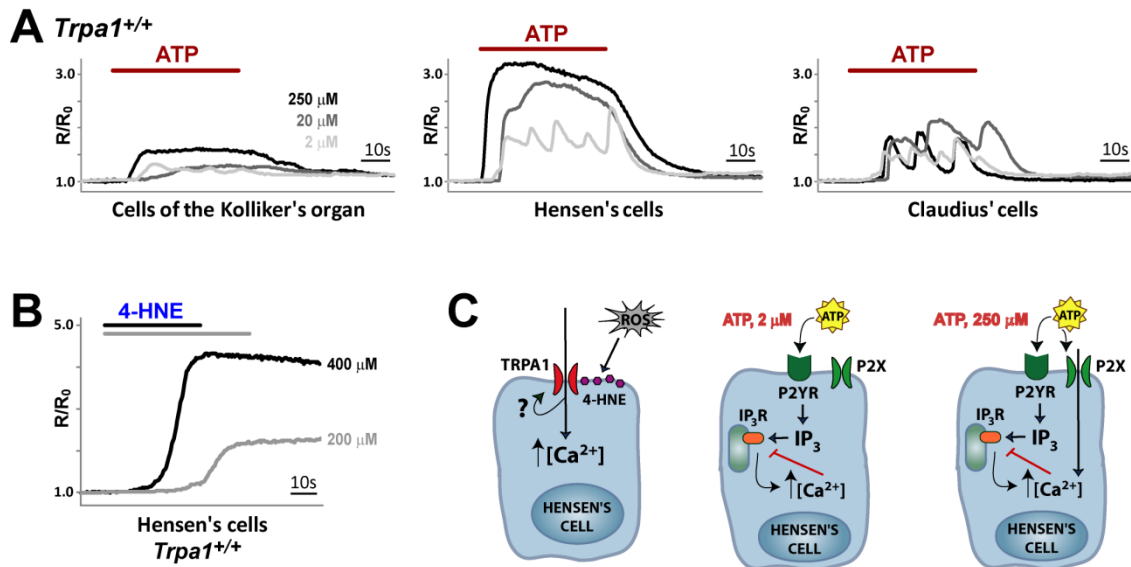 A
Trpa1+/+
ATP
3.0
R/R0
1.0
250 μM
20 μM
2 μM
10s
Cells of the Kolliker's organ
ATP
3.0
R/R0
1.0
10s
Hensen's cells
ATP
3.0
R/R0
1.0
10s
Claudius' cells
B
4-HNE
5.0
R/R0
1.0
400 μM
200 μM
10s
Hensen's cells
Trpa1+/+
C
ROS
TRPA1
4-HNE
?
[Ca2+]
HENSEN'S
CELL
ATP, 2 μM
ATP
P2X
P2YR
IP3R
IP3
[Ca2+]
HENSEN'S
CELL
ATP, 250 μM
ATP
P2X
P2YR
IP3R
IP3
[Ca2+]
HENSEN'S
CELL